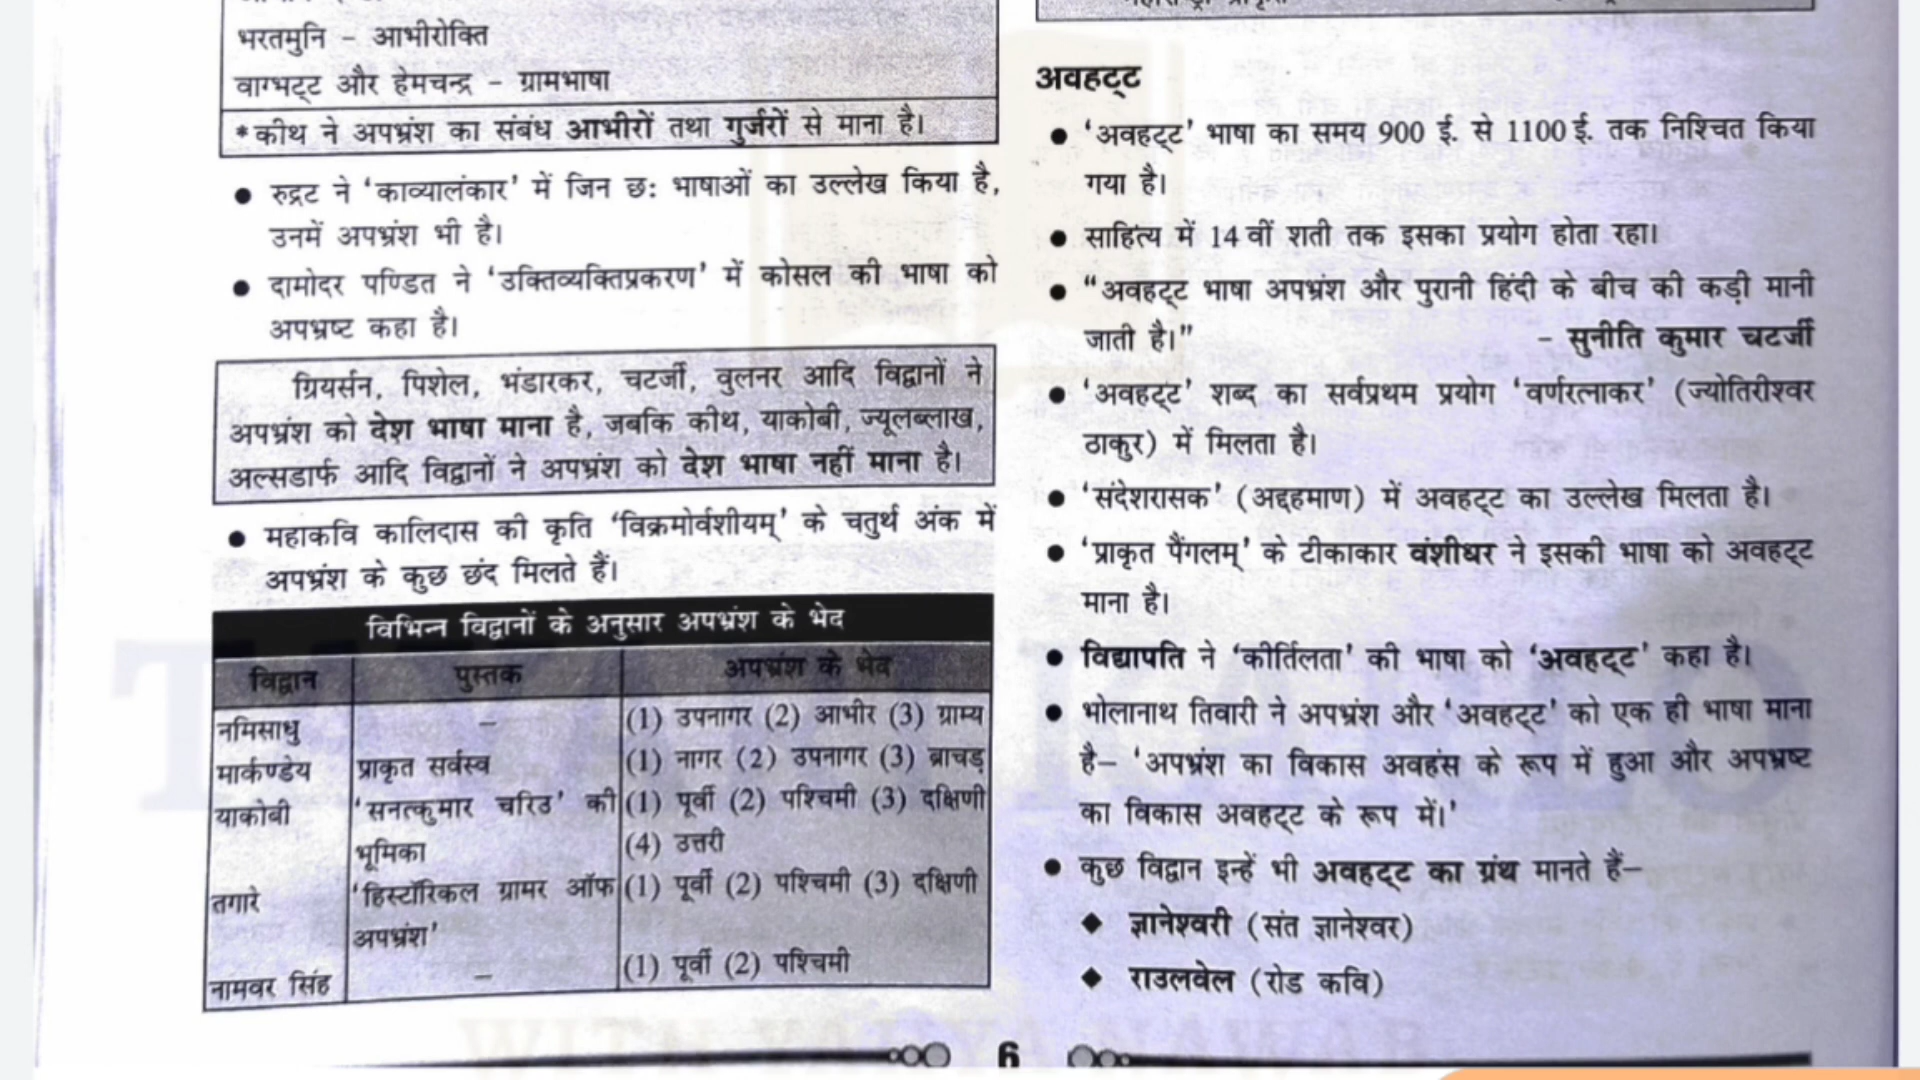 भरतमुनि - आभीरोक्ति
वाग्भट्ट और हेमचन्द्र - ग्रामभाषा
*कीथ ने अपभ्रंश का संबंध आभीरों तथा गुर्जरों से माना है।
● रुद्रट ने ‘काव्यालंकार’ में जिन छः भाषाओं का उल्लेख किया है,
उनमें अपभ्रंश भी है।
● दामोदर पण्डित ने ‘उक्तिव्यक्तिप्रकरण’ में कोसल की भाषा को
अपभ्रष्ट कहा है।
ग्रियर्सन, पिशेल, भंडारकर, चटर्जी, वुलनर आदि विद्वानों ने
अपभ्रंश को देश भाषा माना है, जबकि कीथ, याकोबी, ज्यूलब्लाख,
अल्सडार्फ आदि विद्वानों ने अपभ्रंश को देश भाषा नहीं माना है।
● महाकवि कालिदास की कृति ‘विक्रमोर्वशीयम्’ के चतुर्थ अंक में
अपभ्रंश के कुछ छंद मिलते हैं।
विभिन्न विद्वानों के अनुसार अपभ्रंश के भेद
विद्वान पुस्तक अपभ्रंश के भेद
नमिसाधु – (1) उपनागर (2) आभीर (3) ग्राम्य
मार्कण्डेय प्राकृत सर्वस्व (1) नागर (2) उपनागर (3) ब्राचड़
याकोबी ‘सनत्कुमार चरिउ’ की (1) पूर्वी (2) पश्चिमी (3) दक्षिणी
भूमिका (4) उत्तरी
तगारे ‘हिस्टॉरिकल ग्रामर ऑफ (1) पूर्वी (2) पश्चिमी (3) दक्षिणी
अपभ्रंश’
नामवर सिंह – (1) पूर्वी (2) पश्चिमी
अवहट्ट
● ‘अवहट्ट’ भाषा का समय 900 ई. से 1100 ई. तक निश्चित किया
गया है।
● साहित्य में 14 वीं शती तक इसका प्रयोग होता रहा।
● “अवहट्ट भाषा अपभ्रंश और पुरानी हिंदी के बीच की कड़ी मानी
जाती है।” - सुनीति कुमार चटर्जी
● ‘अवहट्ट’ शब्द का सर्वप्रथम प्रयोग ‘वर्णरत्नाकर’ (ज्योतिरीश्वर
ठाकुर) में मिलता है।
● ‘संदेशरासक’ (अद्दहमाण) में अवहट्ट का उल्लेख मिलता है।
● ‘प्राकृत पैंगलम्’ के टीकाकार वंशीधर ने इसकी भाषा को अवहट्ट
माना है।
● विद्यापति ने ‘कीर्तिलता’ की भाषा को ‘अवहट्ट’ कहा है।
● भोलानाथ तिवारी ने अपभ्रंश और ‘अवहट्ट’ को एक ही भाषा माना
है– ‘अपभ्रंश का विकास अवहंस के रूप में हुआ और अपभ्रष्ट
का विकास अवहट्ट के रूप में।’
● कुछ विद्वान इन्हें भी अवहट्ट का ग्रंथ मानते हैं–
◆ ज्ञानेश्वरी (संत ज्ञानेश्वर)
◆ राउलवेल (रोड कवि)
6